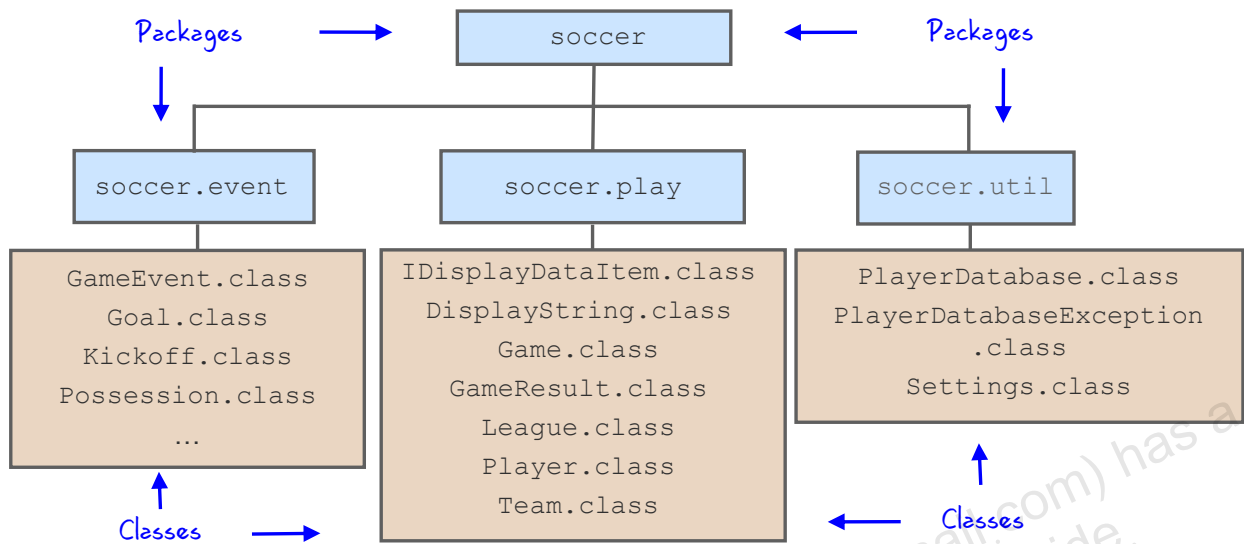 Packages
soccer
Packages
soccer.event
soccer.play
soccer.util
GameEvent.class
Goal.class
Kickoff.class
Possession.class
...
IDisplayDataItem.class
DisplayString.class
Game.class
GameResult.class
League.class
Player.class
Team.class
PlayerDatabase.class
PlayerDatabaseException
.class
Settings.class
Classes
Classes
com) has a